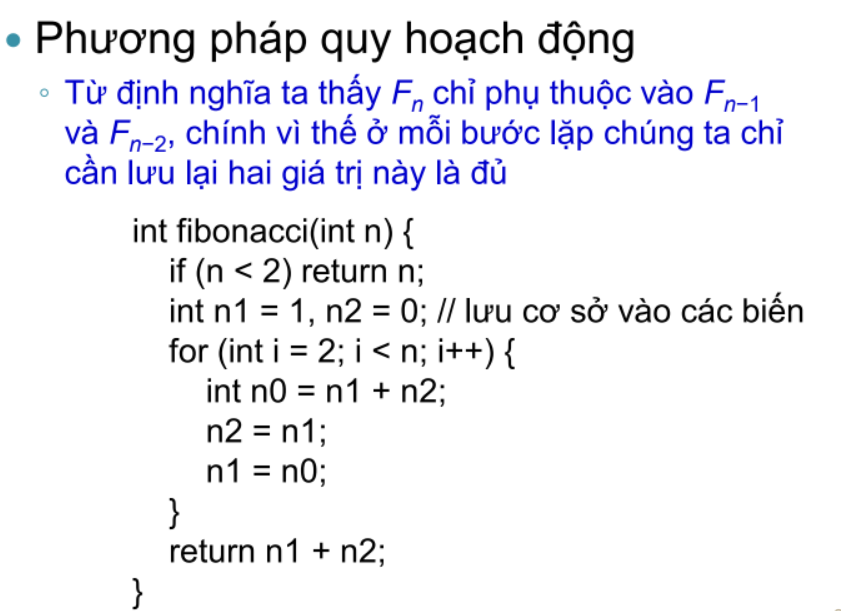 • Phương pháp quy hoạch động
◦ Từ định nghĩa ta thấy Fn chỉ phụ thuộc vào Fn−1
và Fn−2, chính vì thế ở mỗi bước lặp chúng ta chỉ
cần lưu lại hai giá trị này là đủ
int fibonacci(int n) {
if (n < 2) return n;
int n1 = 1, n2 = 0; // lưu cơ sở vào các biến
for (int i = 2; i < n; i++) {
int n0 = n1 + n2;
n2 = n1;
n1 = n0;
}
return n1 + n2;
}